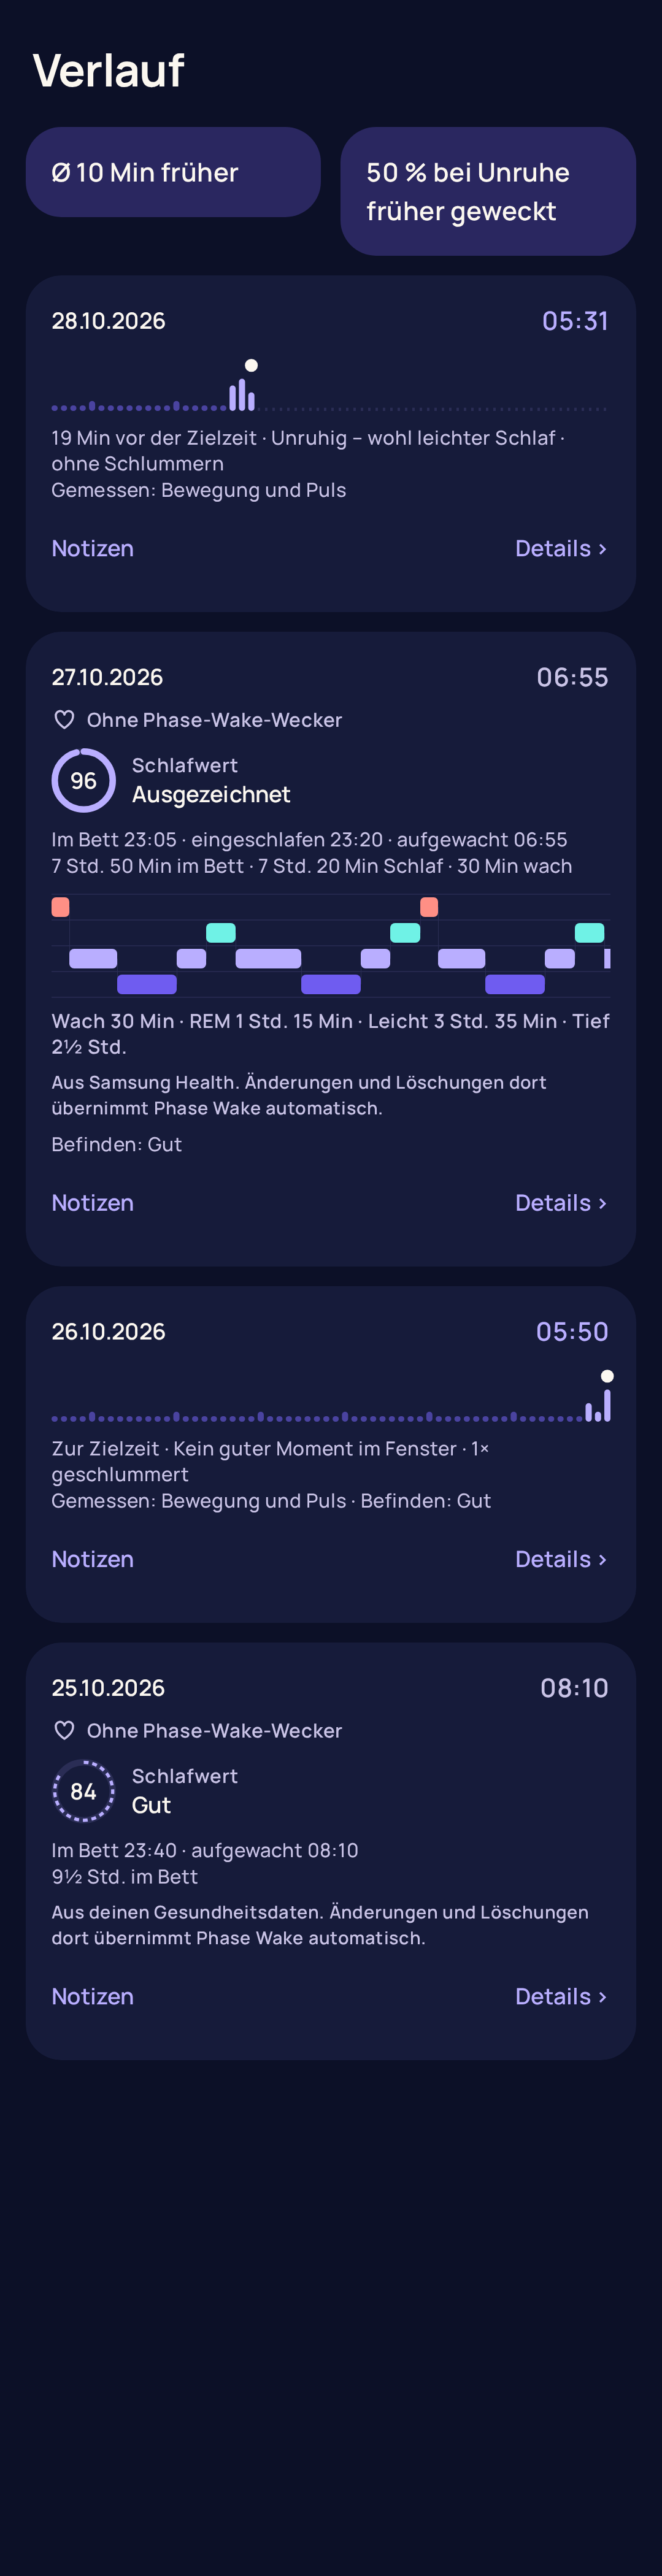 Verlauf
Ø 10 Min früher
50 % bei Unruhe
früher geweckt
28.10.2026
05:31
19 Min vor der Zielzeit · Unruhig – wohl leichter Schlaf ·
ohne Schlummern
Gemessen: Bewegung und Puls
Notizen
Details ›
27.10.2026
06:55
Ohne Phase-Wake-Wecker
96
Schlafwert
Ausgezeichnet
Im Bett 23:05 · eingeschlafen 23:20 · aufgewacht 06:55
7 Std. 50 Min im Bett · 7 Std. 20 Min Schlaf · 30 Min wach
Wach 30 Min · REM 1 Std. 15 Min · Leicht 3 Std. 35 Min · Tief
2½ Std.
Aus Samsung Health. Änderungen und Löschungen dort
übernimmt Phase Wake automatisch.
Befinden: Gut
Notizen
Details ›
26.10.2026
05:50
Zur Zielzeit · Kein guter Moment im Fenster · 1×
geschlummert
Gemessen: Bewegung und Puls · Befinden: Gut
Notizen
Details ›
25.10.2026
08:10
Ohne Phase-Wake-Wecker
84
Schlafwert
Gut
Im Bett 23:40 · aufgewacht 08:10
9½ Std. im Bett
Aus deinen Gesundheitsdaten. Änderungen und Löschungen
dort übernimmt Phase Wake automatisch.
Notizen
Details ›